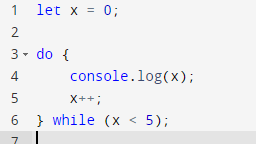 1 let x = 0;
2
3 do {
4     console.log(x);
5     x++;
6 } while (x < 5);
7